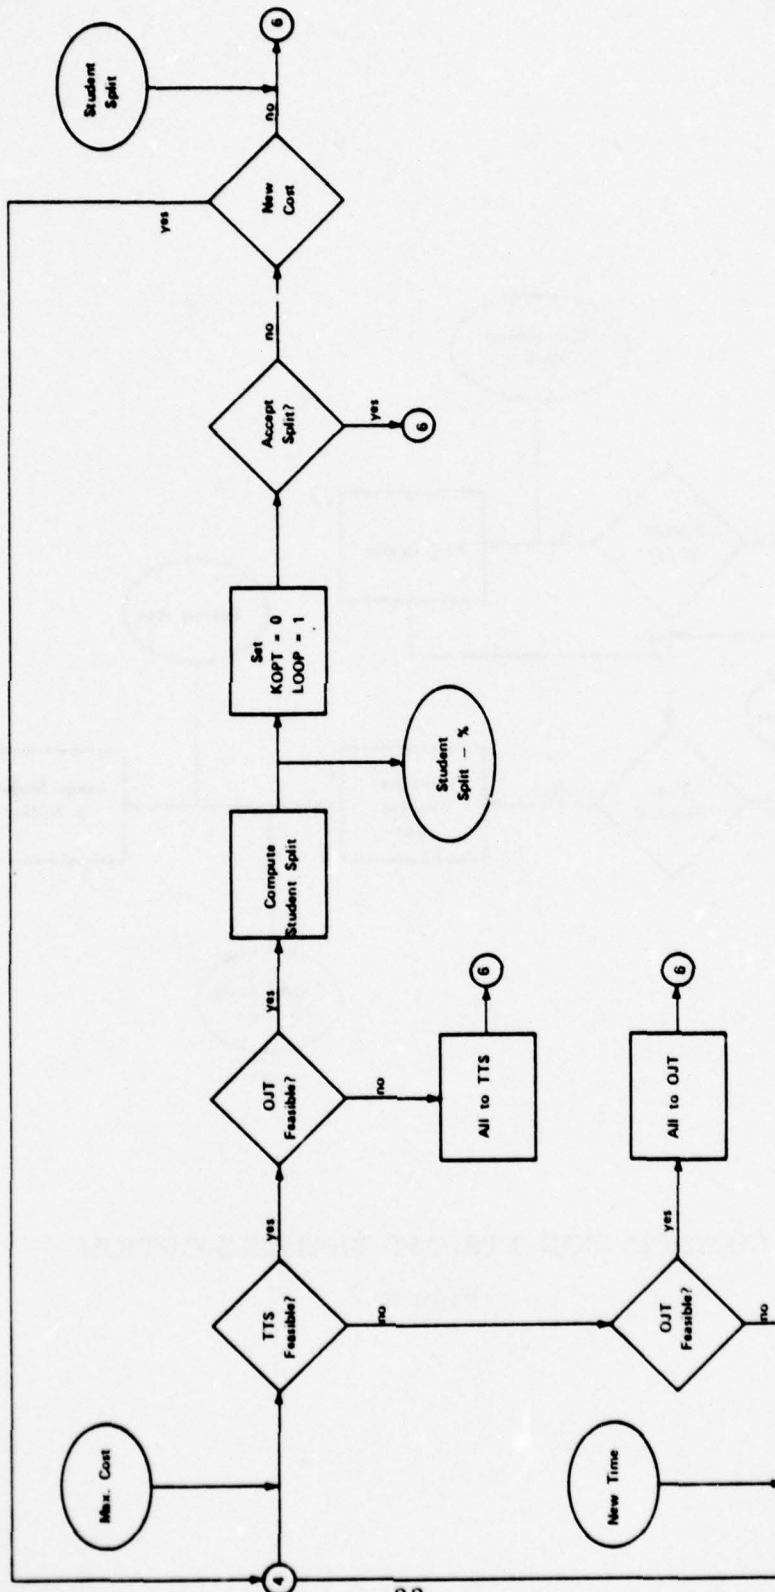 4
Max. Cost
TTS
Feasible?
yes
no
OJT
Feasible?
yes
no
All to TTS
6
Compute
Student Split
Student
Split - %
Set
KOPT = 0
LOOP = 1
Accept
Split?
no
yes
6
New
Cost
yes
no
Student
Split
6
New Time
OJT
Feasible?
yes
no
All to OJT
6